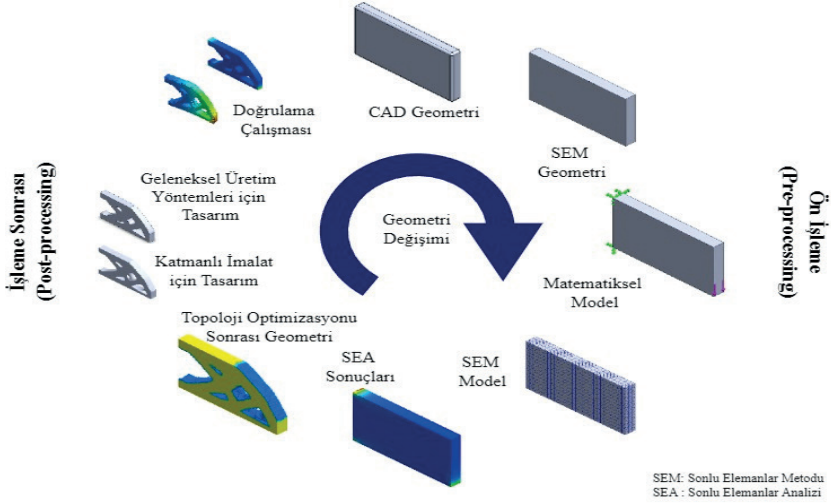 Doğrulama
Çalışması
CAD Geometri
SEM
Geometri
İşleme Sonrası
(Post-processing)
Geleneksel Üretim
Yöntemleri için
Tasarım
Geometri
Değişimi
Ön İşleme
(Pre-processing)
Katmanlı İmalat
için Tasarım
Matematiksel
Model
Topoloji Optimizasyonu
Sonrası Geometri
SEA
Sonuçları
SEM
Model
SEM: Sonlu Elemanlar Metodu
SEA : Sonlu Elemanlar Analizi